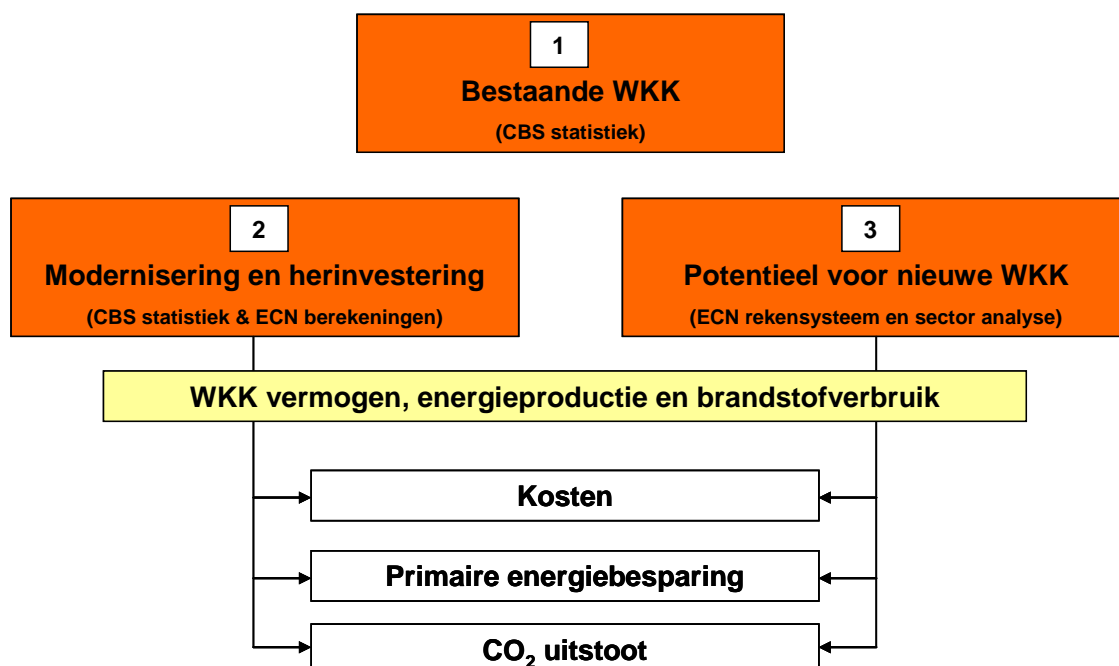 1
Bestaande WKK
(CBS statistiek)
2
Modernisering en herinvestering
(CBS statistiek & ECN berekeningen)
3
Potentieel voor nieuwe WKK
(ECN rekensysteem en sector analyse)
WKK vermogen, energieproductie en brandstofverbruik
Kosten
Primaire energiebesparing
CO₂ uitstoot